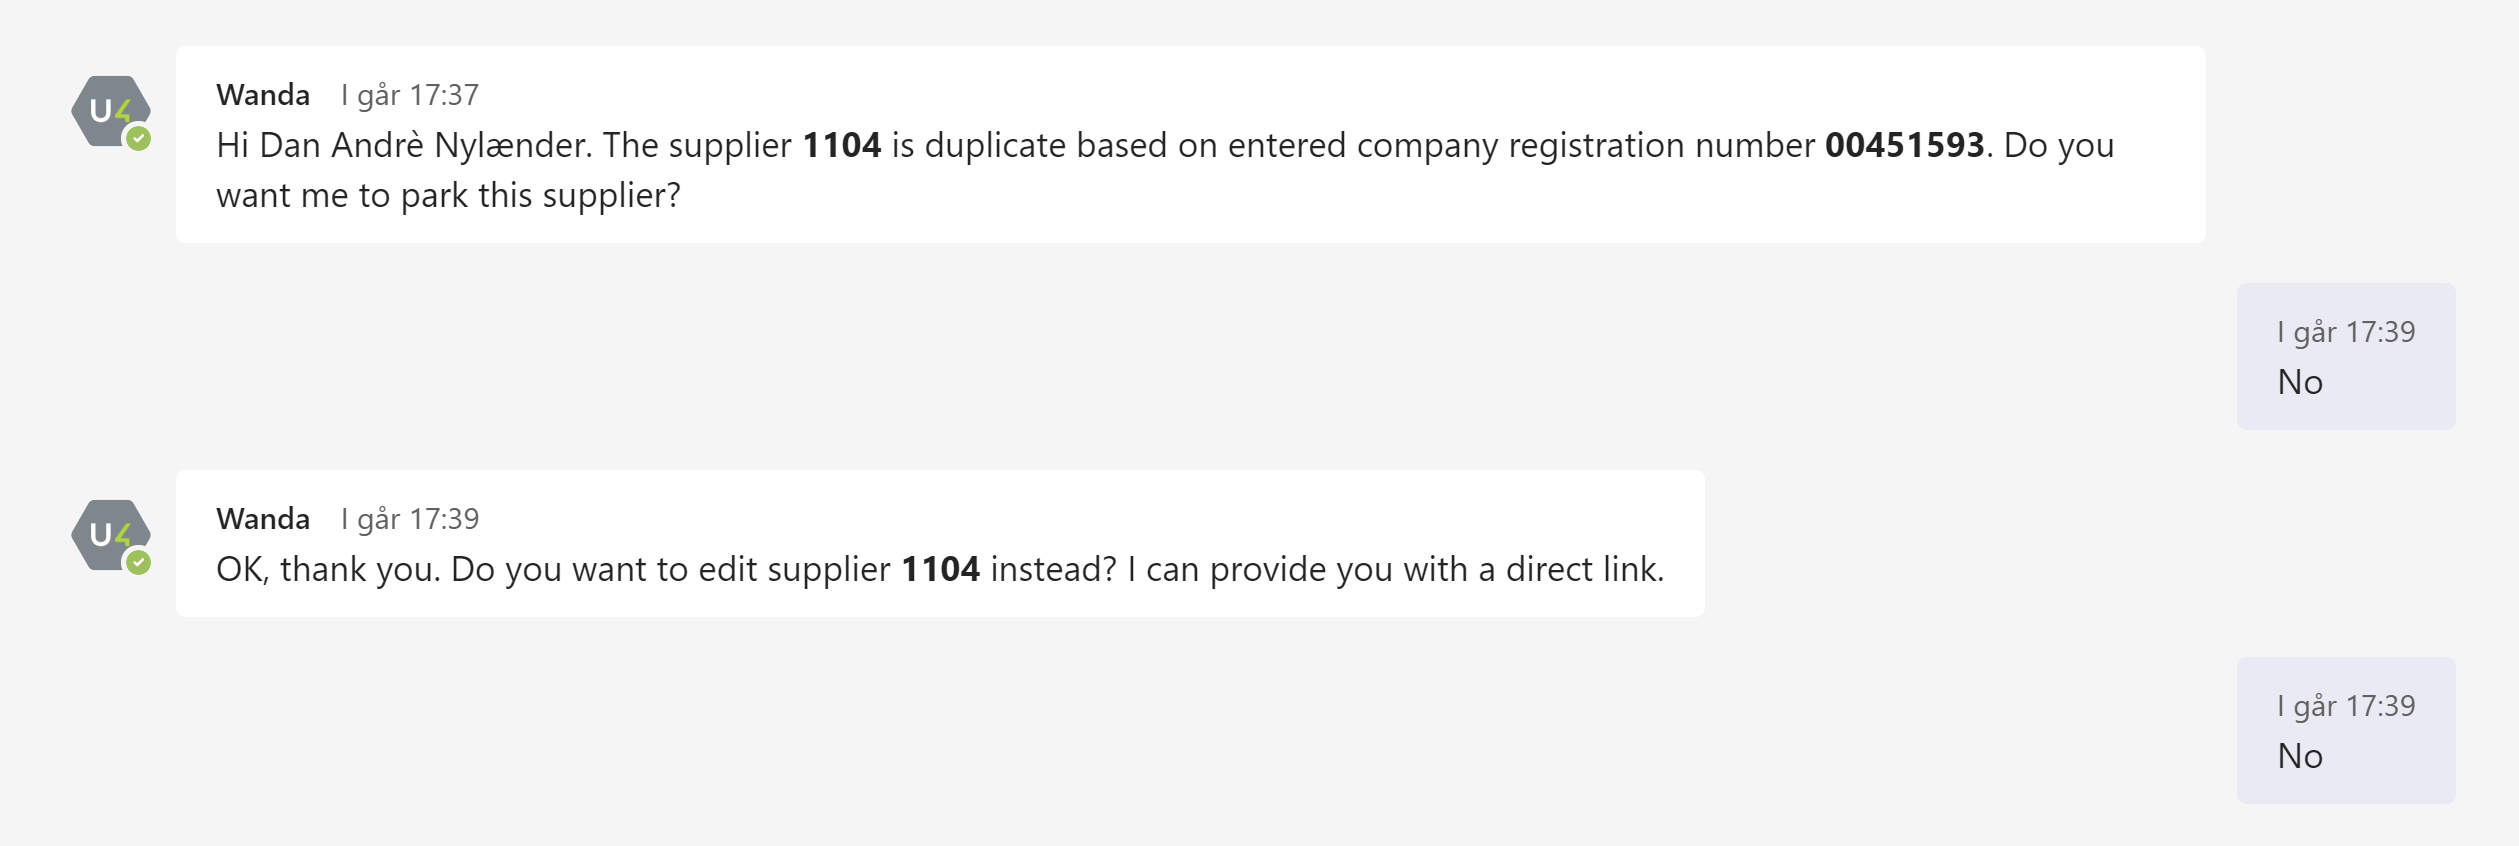 U4
Wanda I går 17:37
Hi Dan Andrè Nylænder. The supplier 1104 is duplicate based on entered company registration number 00451593. Do you
want me to park this supplier?
I går 17:39
No
U4
Wanda I går 17:39
OK, thank you. Do you want to edit supplier 1104 instead? I can provide you with a direct link.
I går 17:39
No